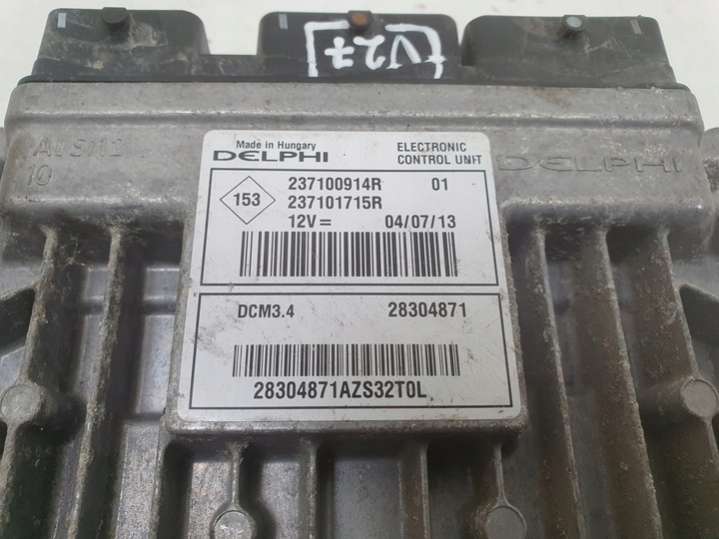 [V27]
10
DELPHI
Made in Hungary
DELPHI
ELECTRONIC
CONTROL UNIT
153
237100914R 01
237101715R
12V= 04/07/13
DCM3.4 28304871
28304871AZS32T0L